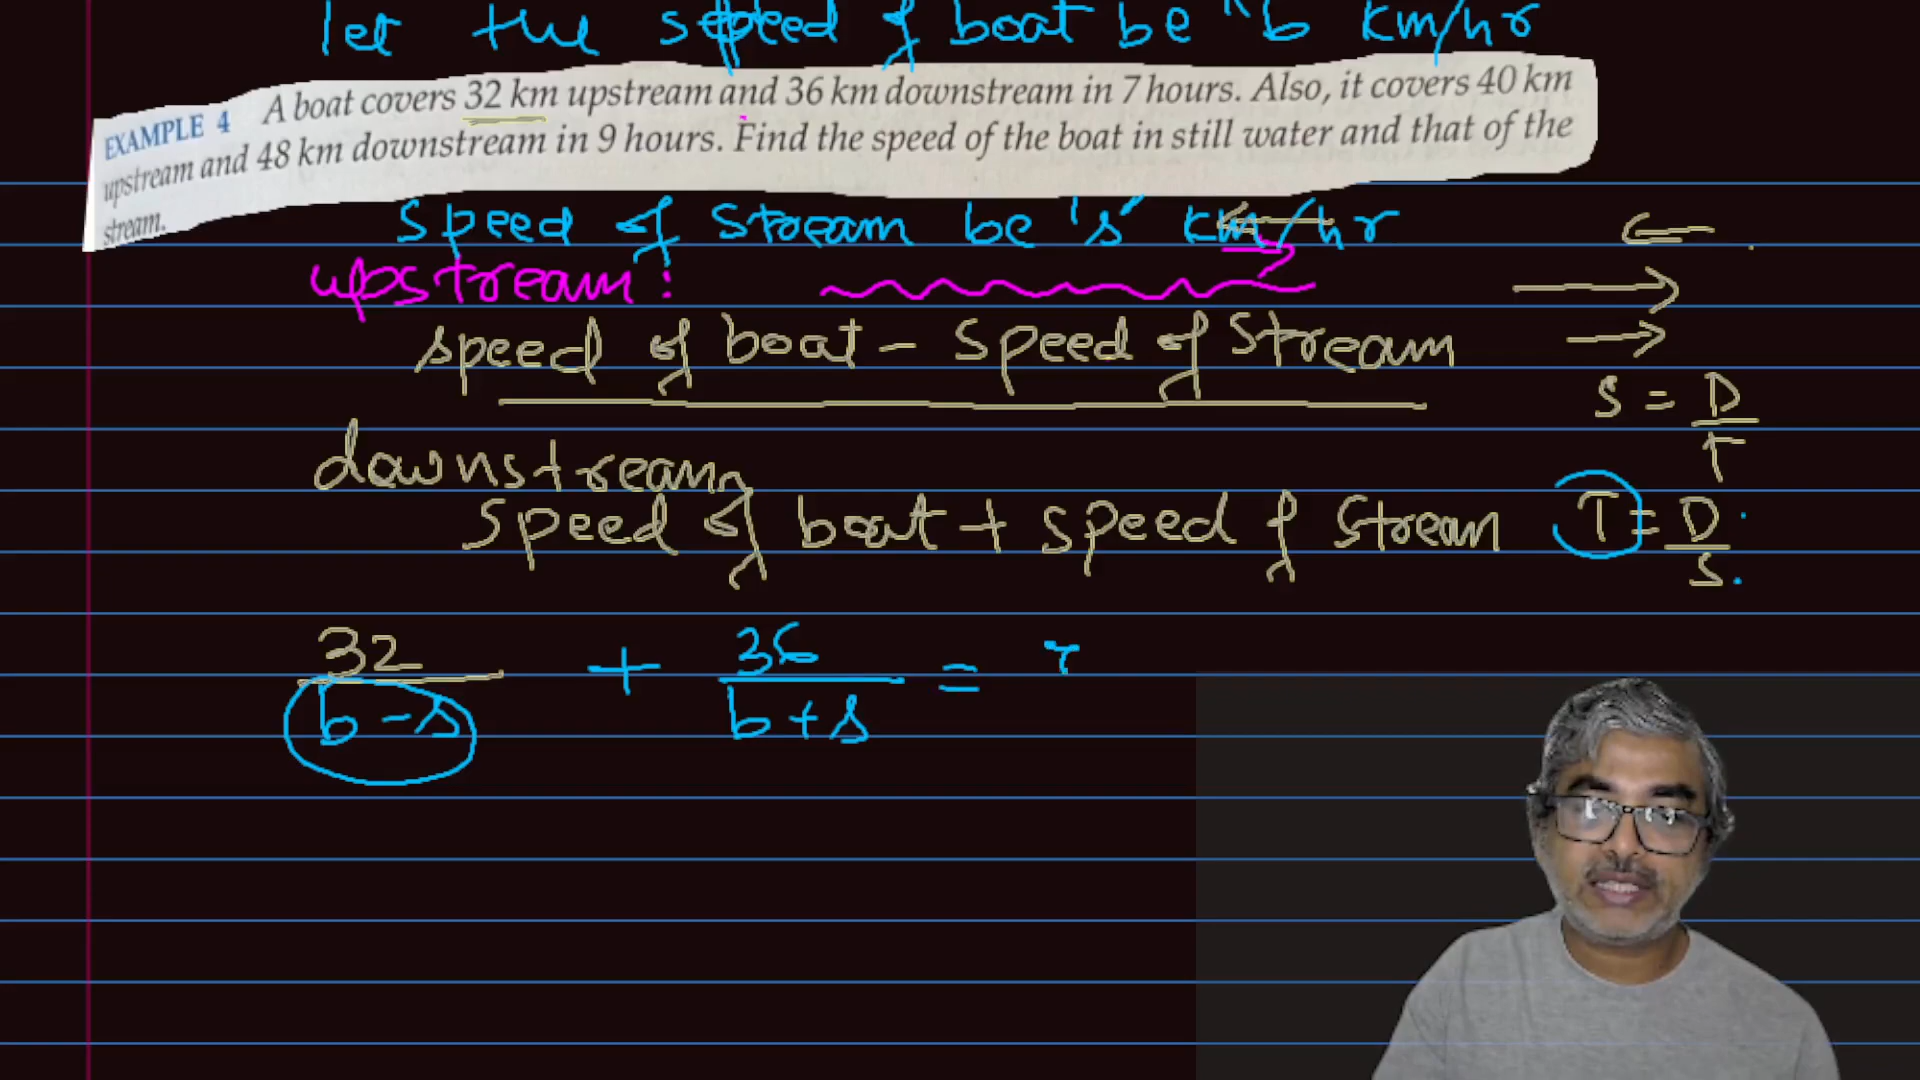 let the speed of boat be "b km/hr
EXAMPLE 4 A boat covers 32 km upstream and 36 km downstream in 7 hours. Also, it covers 40 km
upstream and 48 km downstream in 9 hours. Find the speed of the boat in still water and that of the
stream.
Speed of stream be 's" km/hr
upstream:
speed of boat - speed of stream
S = D/T
downstream
speed of boat + speed of stream T = D/S
32/b-s + 36/b+s =